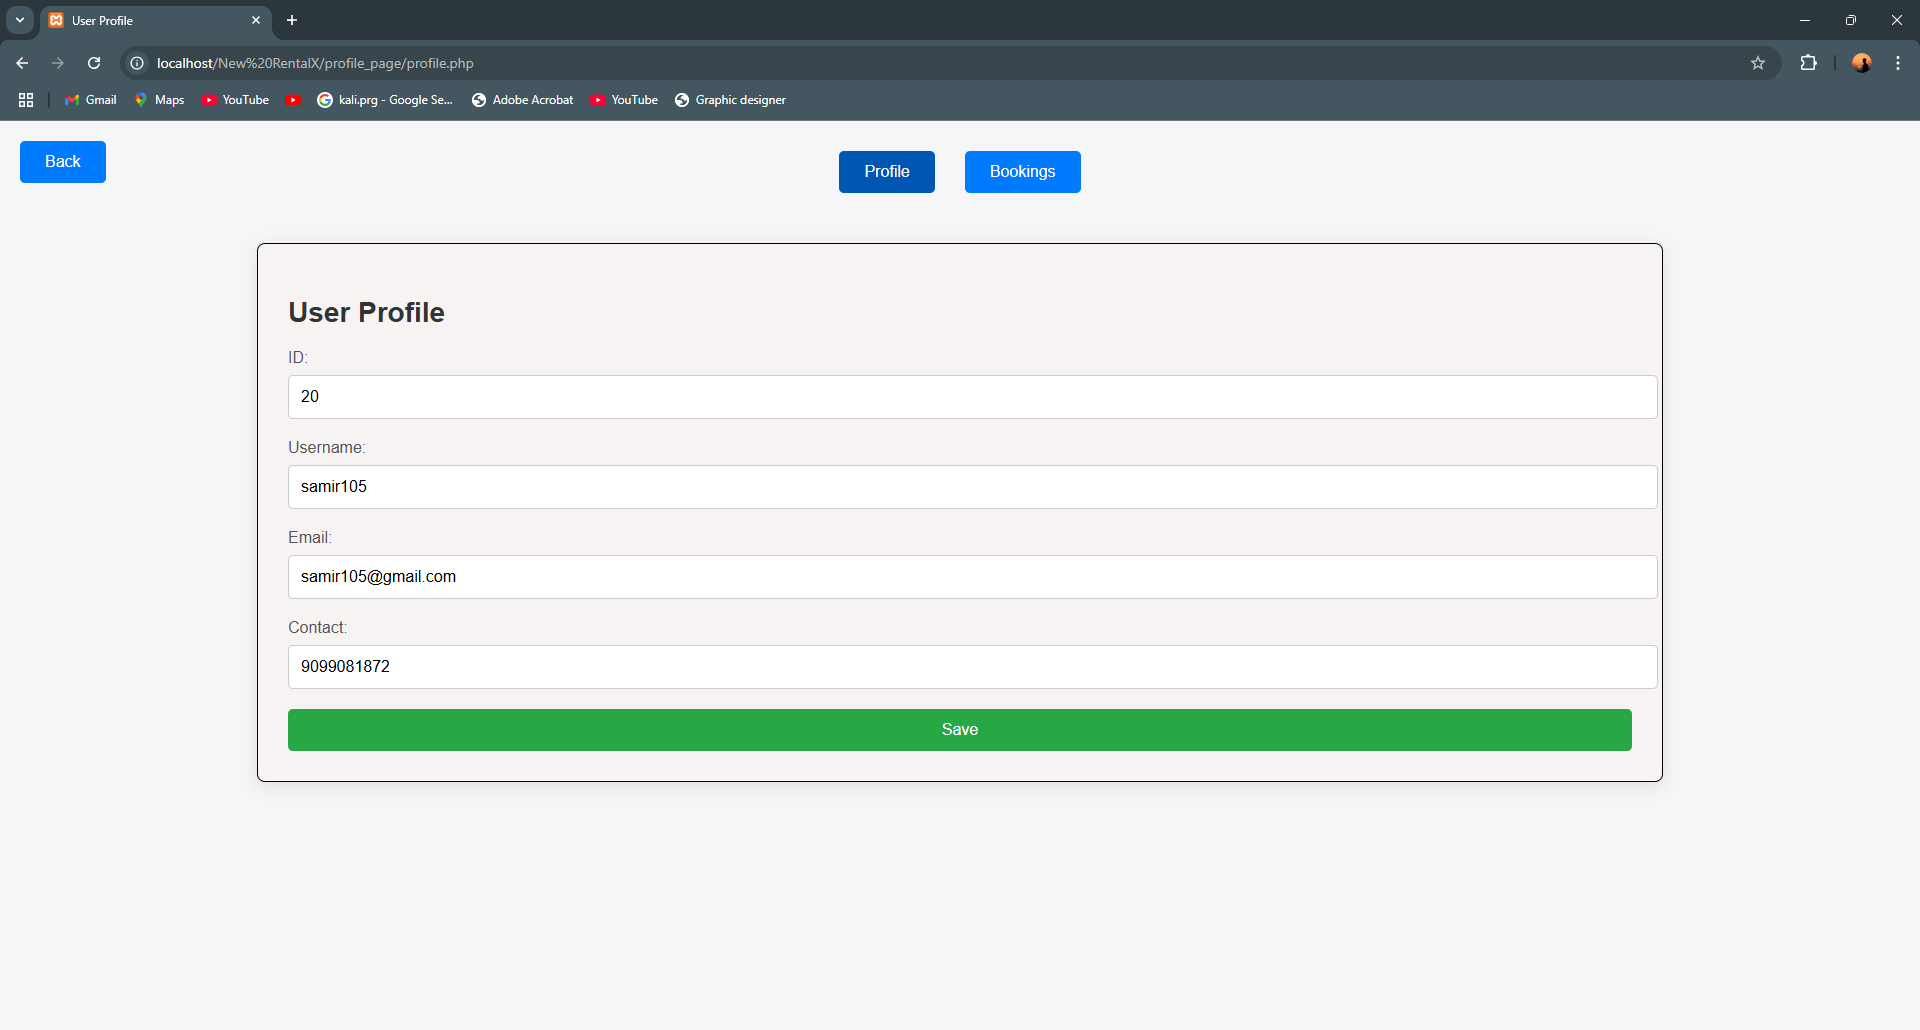 User Profile
localhost/New%20RentalX/profile_page/profile.php
Gmail Maps YouTube kali.prg - Google Se... Adobe Acrobat YouTube Graphic designer
Back
Profile
Bookings
User Profile
ID:
20
Username:
samir105
Email:
samir105@gmail.com
Contact:
9099081872
Save